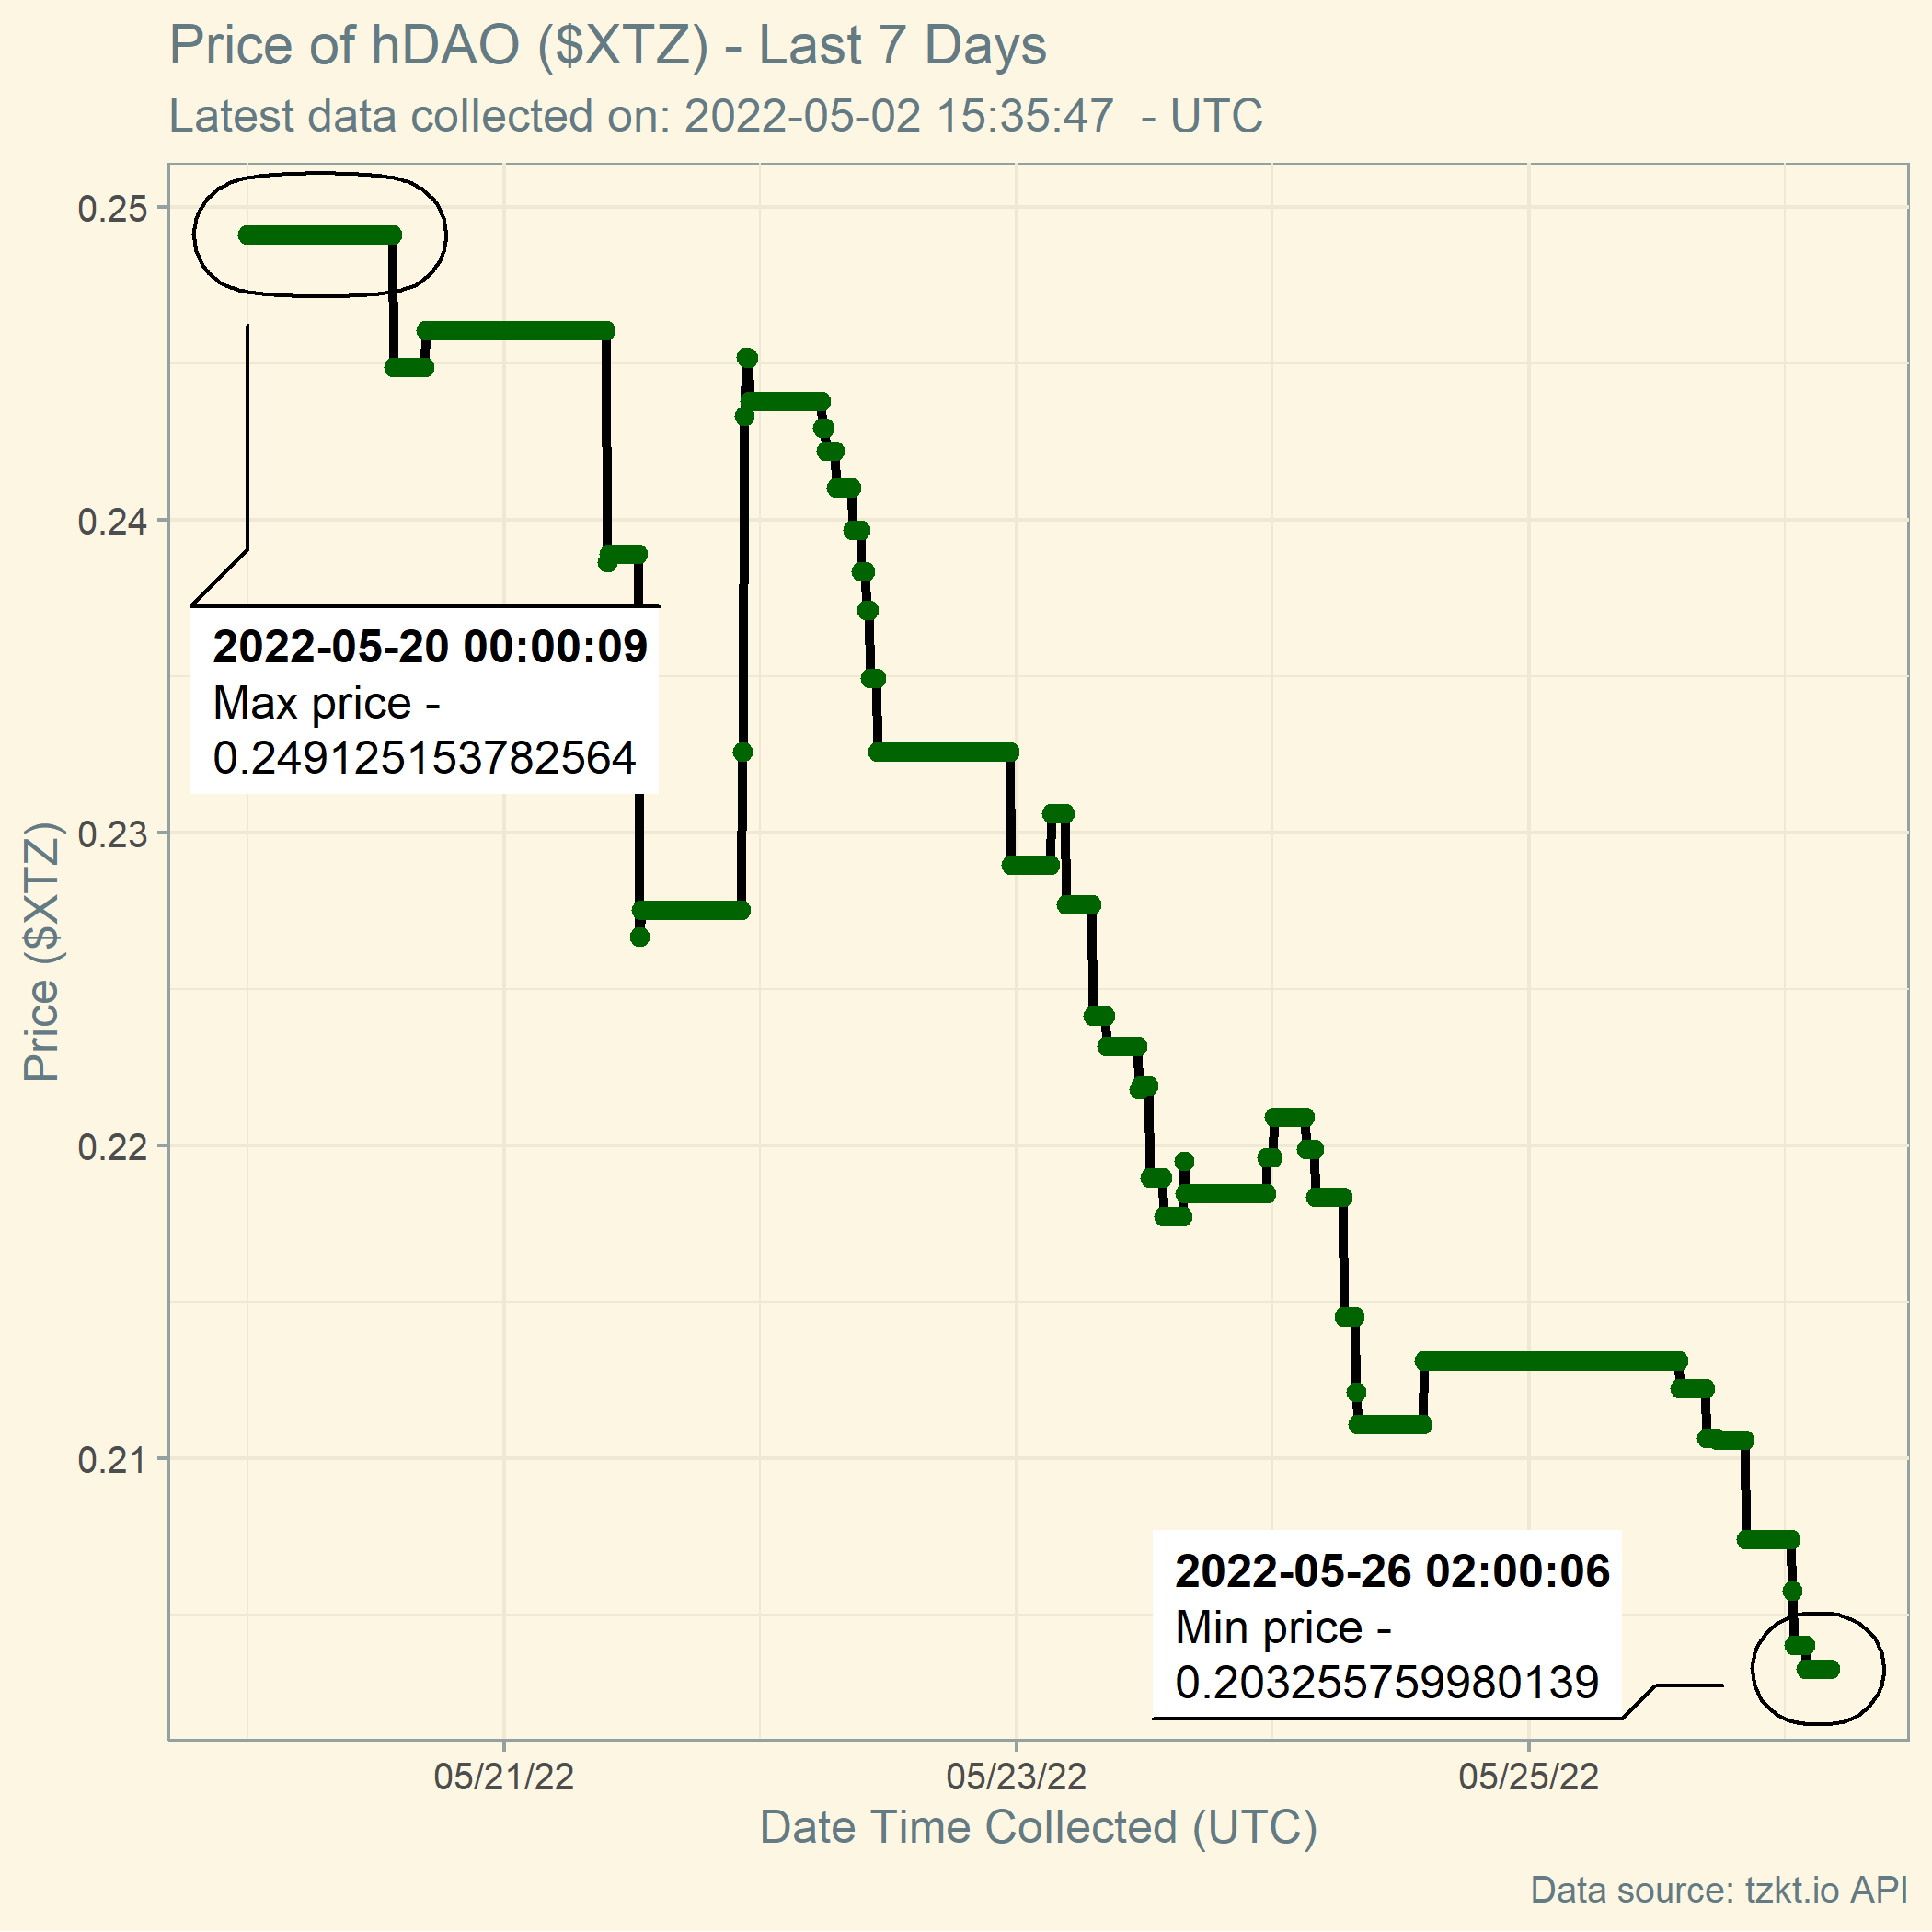 Price of hDAO ($XTZ) - Last 7 Days
Latest data collected on: 2022-05-02 15:35:47  - UTC
0.25
0.24
0.23
0.22
0.21
Price ($XTZ)
2022-05-20 00:00:09
Max price -
0.249125153782564
2022-05-26 02:00:06
Min price -
0.203255759980139
05/21/22
05/23/22
05/25/22
Date Time Collected (UTC)
Data source: tzkt.io API